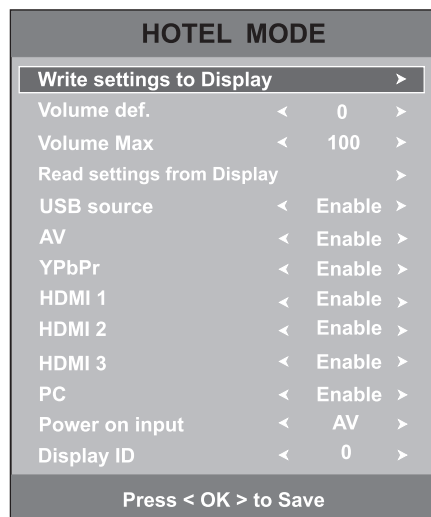 HOTEL MODE
Write settings to Display >
Volume def. < 0 >
Volume Max < 100 >
Read settings from Display >
USB source < Enable >
AV < Enable >
YPbPr < Enable >
HDMI 1 < Enable >
HDMI 2 < Enable >
HDMI 3 < Enable >
PC < Enable >
Power on input < AV >
Display ID < 0 >
Press < OK > to Save